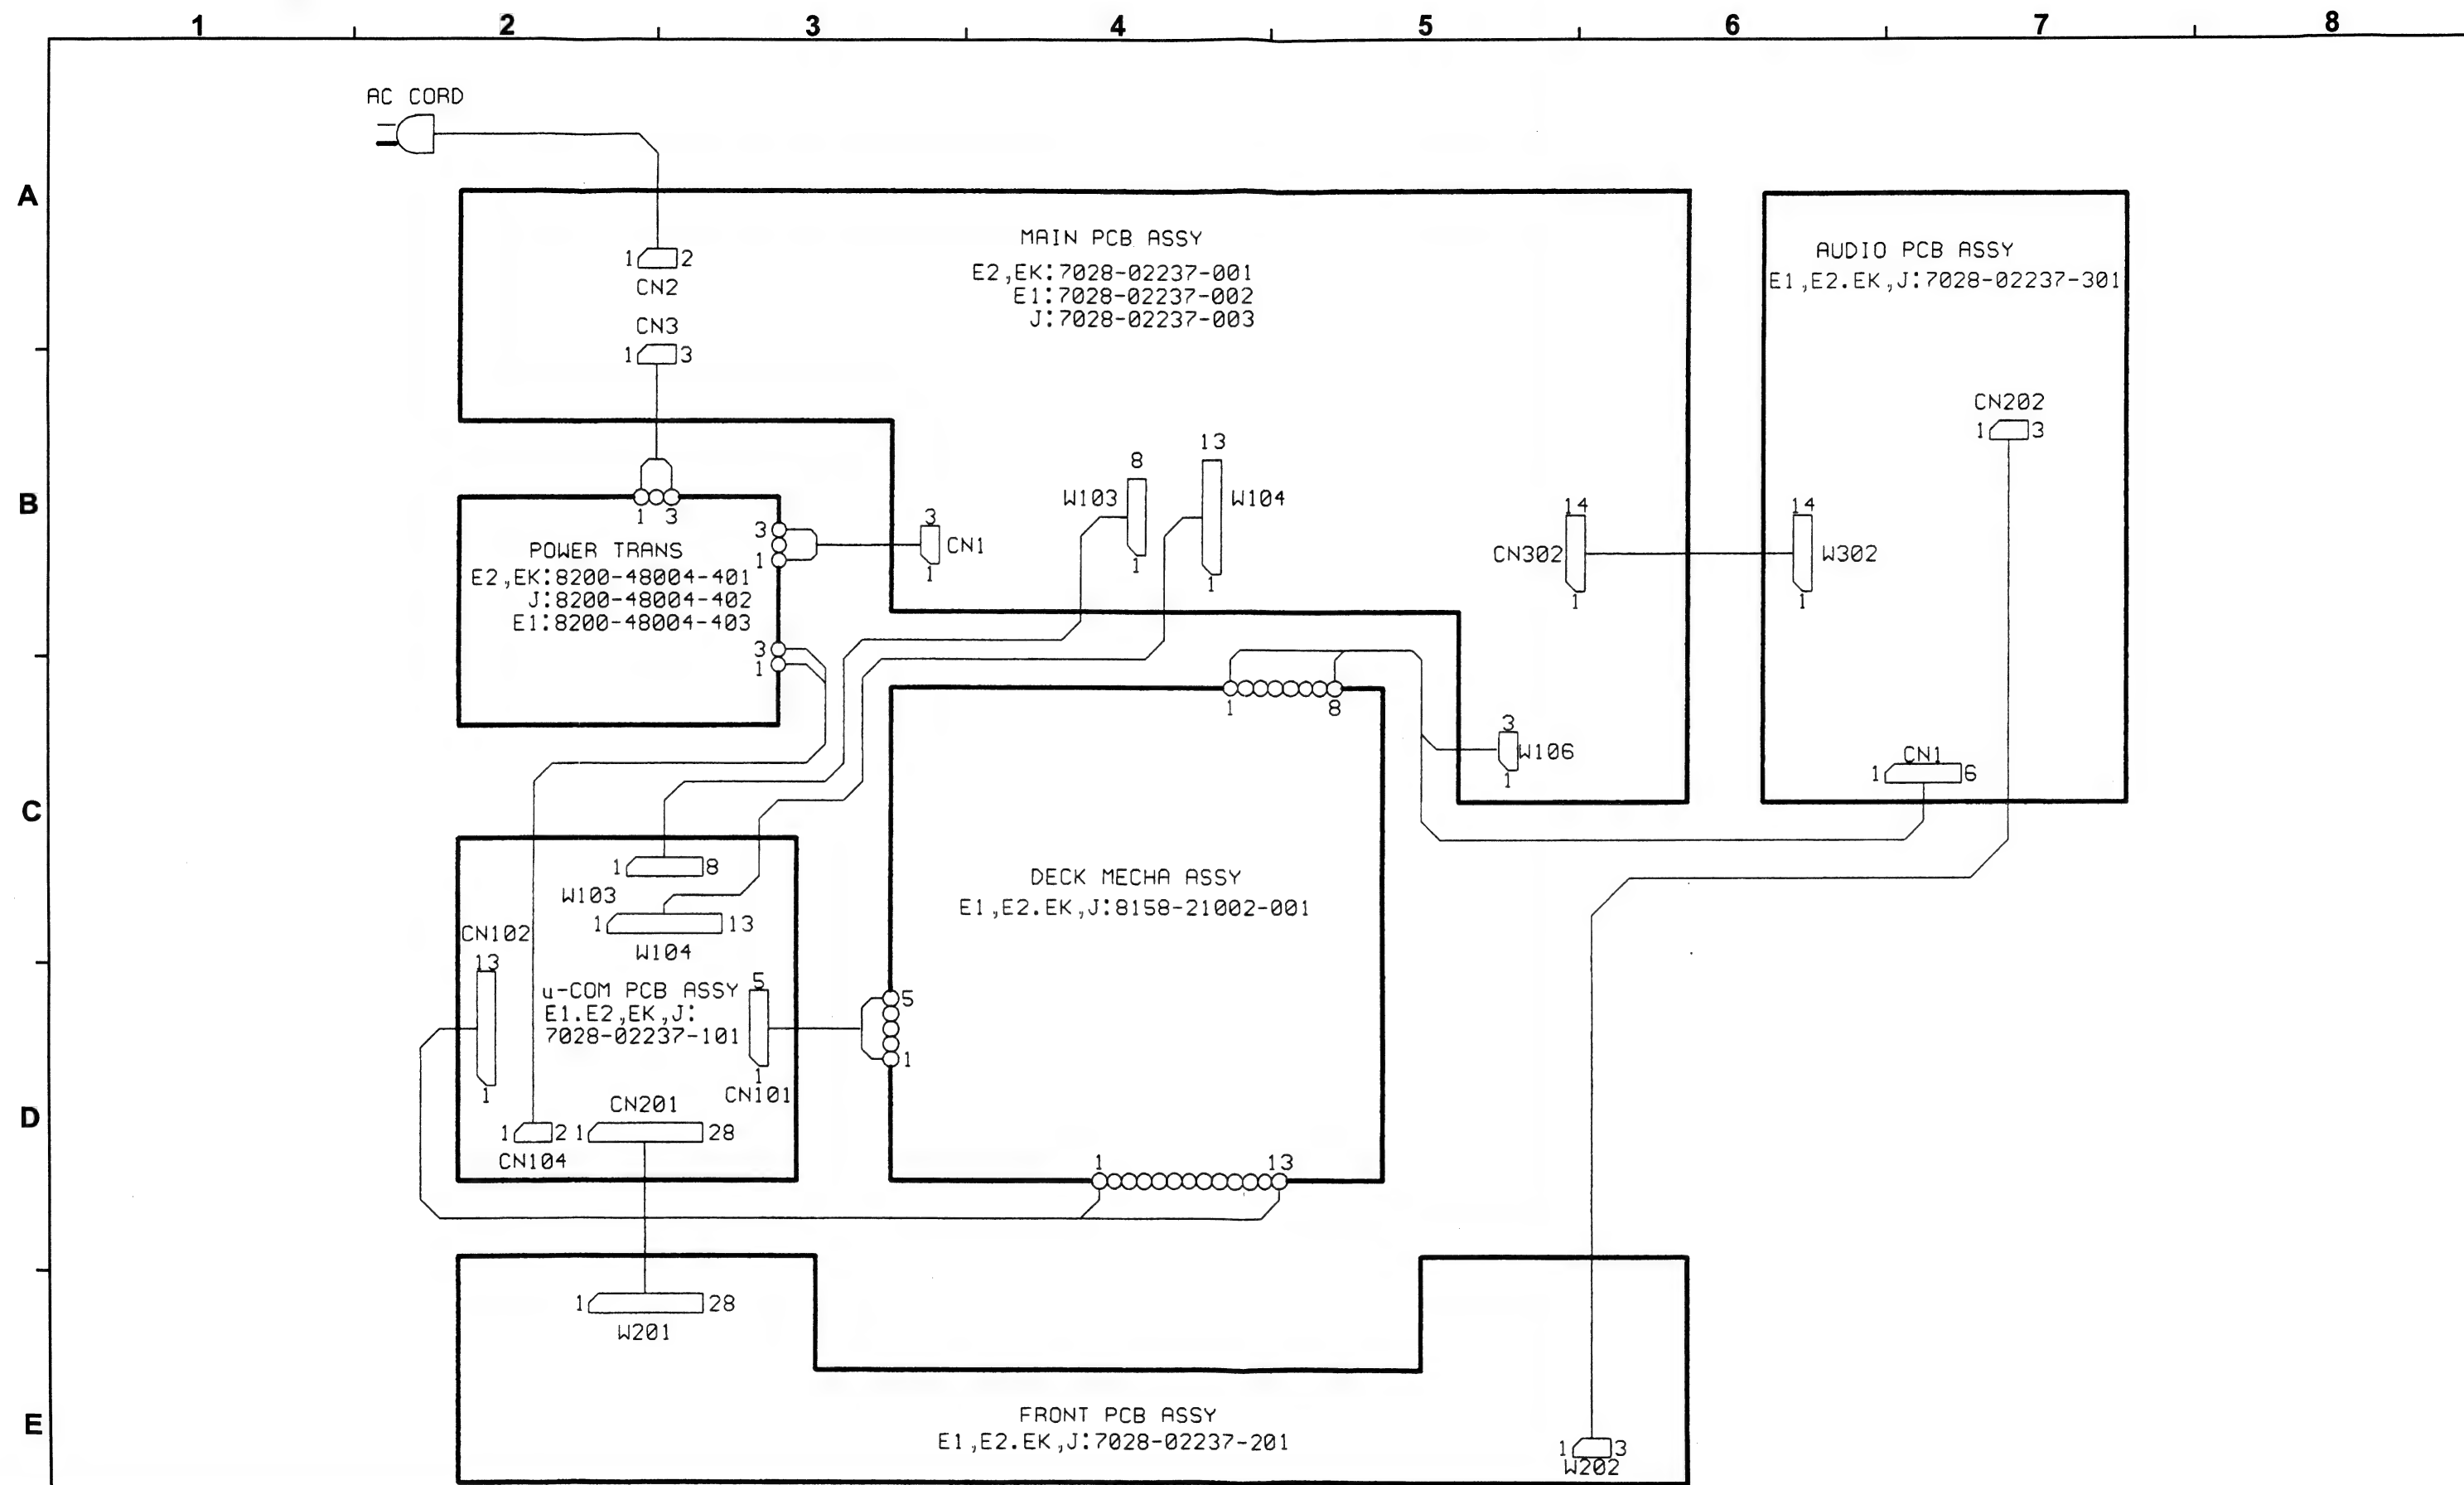 1 2 3 4 5 6 7 8
AC CORD
A
MAIN PCB ASSY
E2,EK:7028-02237-001
E1:7028-02237-002
J:7028-02237-003
AUDIO PCB ASSY
E1,E2.EK,J:7028-02237-301
1 2
CN2
CN3
1 3
CN202
1 3
B
1 3
POWER TRANS
E2,EK:8200-48004-401
J:8200-48004-402
E1:8200-48004-403
3
1
3
1
3
CN1
1
8
W103
1
13
W104
1
14
CN302
1
14
W302
1
1 8
3
W106
1
CN1
1 6
C
1 8
W103
1 13
W104
DECK MECHA ASSY
E1,E2.EK,J:8158-21002-001
CN102
13
1
u-COM PCB ASSY
E1.E2,EK,J:
7028-02237-101
5
1
CN101
5
1
D
CN201
1 2
CN104
1 28
1 13
1 28
W201
E
FRONT PCB ASSY
E1,E2.EK,J:7028-02237-201
1 3
W202